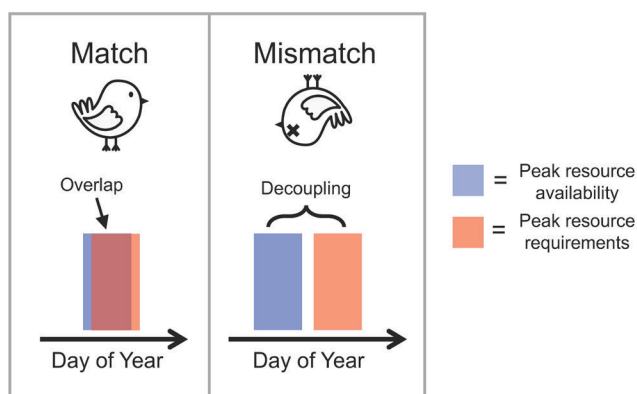 Match
Overlap
Day of Year
Mismatch
Decoupling
Day of Year
= Peak resource
availability
= Peak resource
requirements